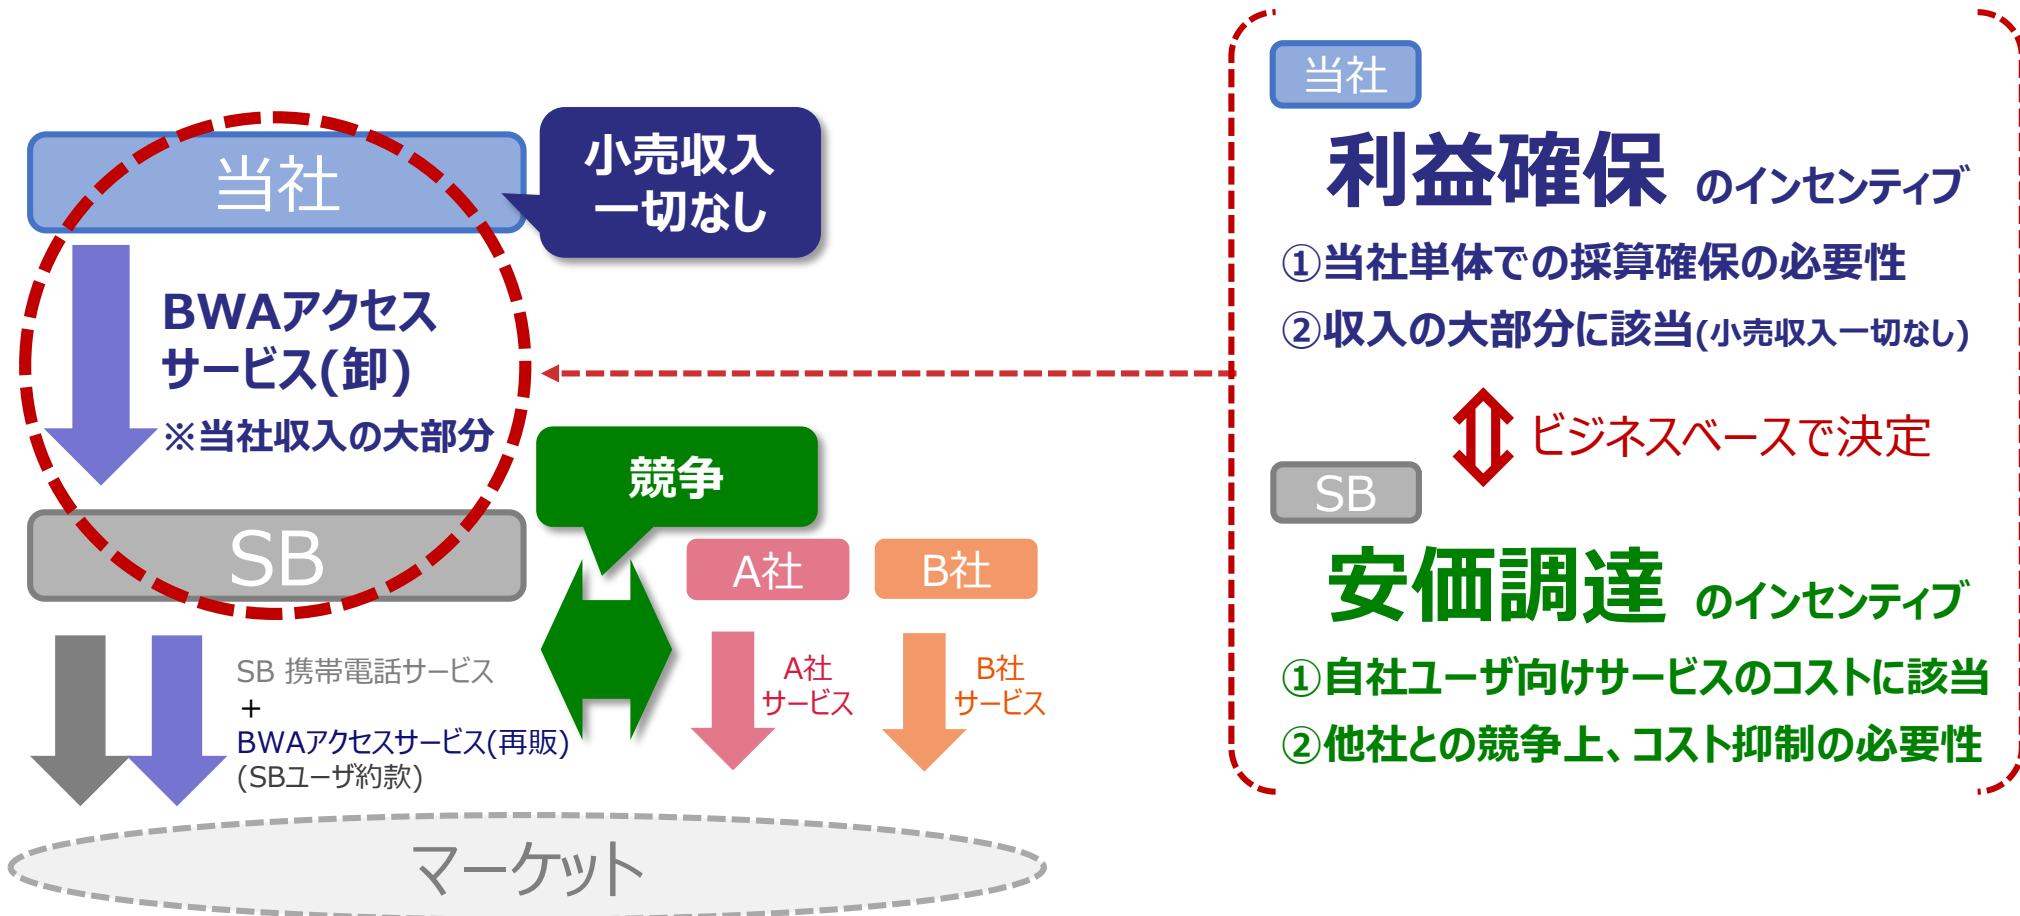 当社
小売収入
一切なし
BWAアクセス
サービス(卸)
※当社収入の大部分
競争
SB
A社
B社
SB 携帯電話サービス
+
BWAアクセスサービス(再販)
(SBユーザ約款)
A社
サービス
B社
サービス
マーケット
当社
利益確保 のインセンティブ
①当社単体での採算確保の必要性
②収入の大部分に該当(小売収入一切なし)
ビジネスベースで決定
SB
安価調達 のインセンティブ
①自社ユーザ向けサービスのコストに該当
②他社との競争上、コスト抑制の必要性